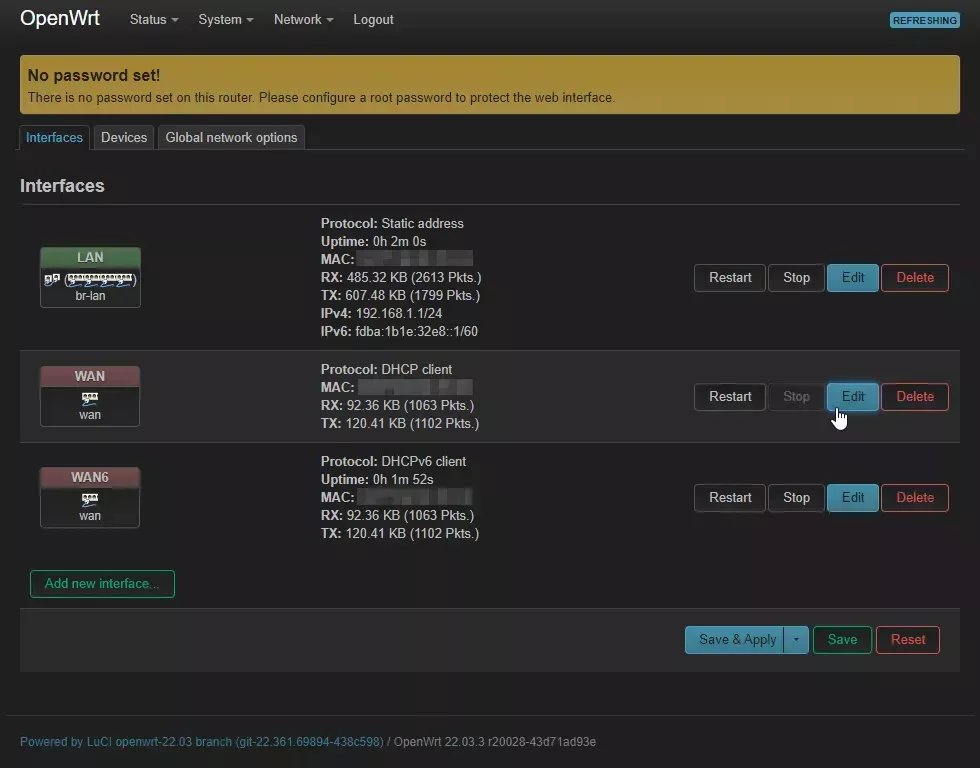 OpenWrt Status System Network Logout REFRESHING
No password set!
There is no password set on this router. Please configure a root password to protect the web interface.
Interfaces Devices Global network options
Interfaces
LAN
br-lan
Protocol: Static address
Uptime: 0h 2m 0s
MAC:
RX: 485.32 KB (2613 Pkts.)
TX: 607.48 KB (1799 Pkts.)
IPv4: 192.168.1.1/24
IPv6: fdba:1b1e:32e8::1/60
Restart Stop Edit Delete
WAN
wan
Protocol: DHCP client
MAC:
RX: 92.36 KB (1063 Pkts.)
TX: 120.41 KB (1102 Pkts.)
Restart Stop Edit Delete
WAN6
wan
Protocol: DHCPv6 client
Uptime: 0h 1m 52s
MAC:
RX: 92.36 KB (1063 Pkts.)
TX: 120.41 KB (1102 Pkts.)
Restart Stop Edit Delete
Add new interface...
Save & Apply Save Reset
Powered by LuCI openwrt-22.03 branch (git-22.361.69894-438c598) / OpenWrt 22.03.3 r20028-43d71ad93e